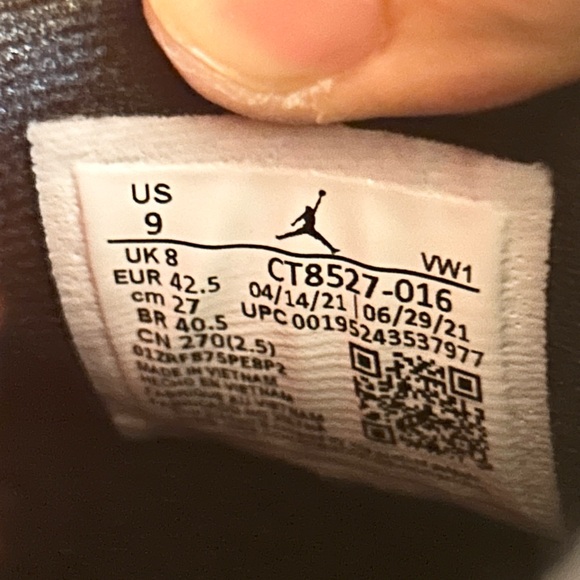 US
9
UK 8
EUR 42.5
cm 27
BR 40.5
CN 270(2.5)
VW1
CT8527-016
04/14/21 | 06/29/21
UPC 00195243537977
MADE IN VIETNAM
HECHO EN VIETNAM